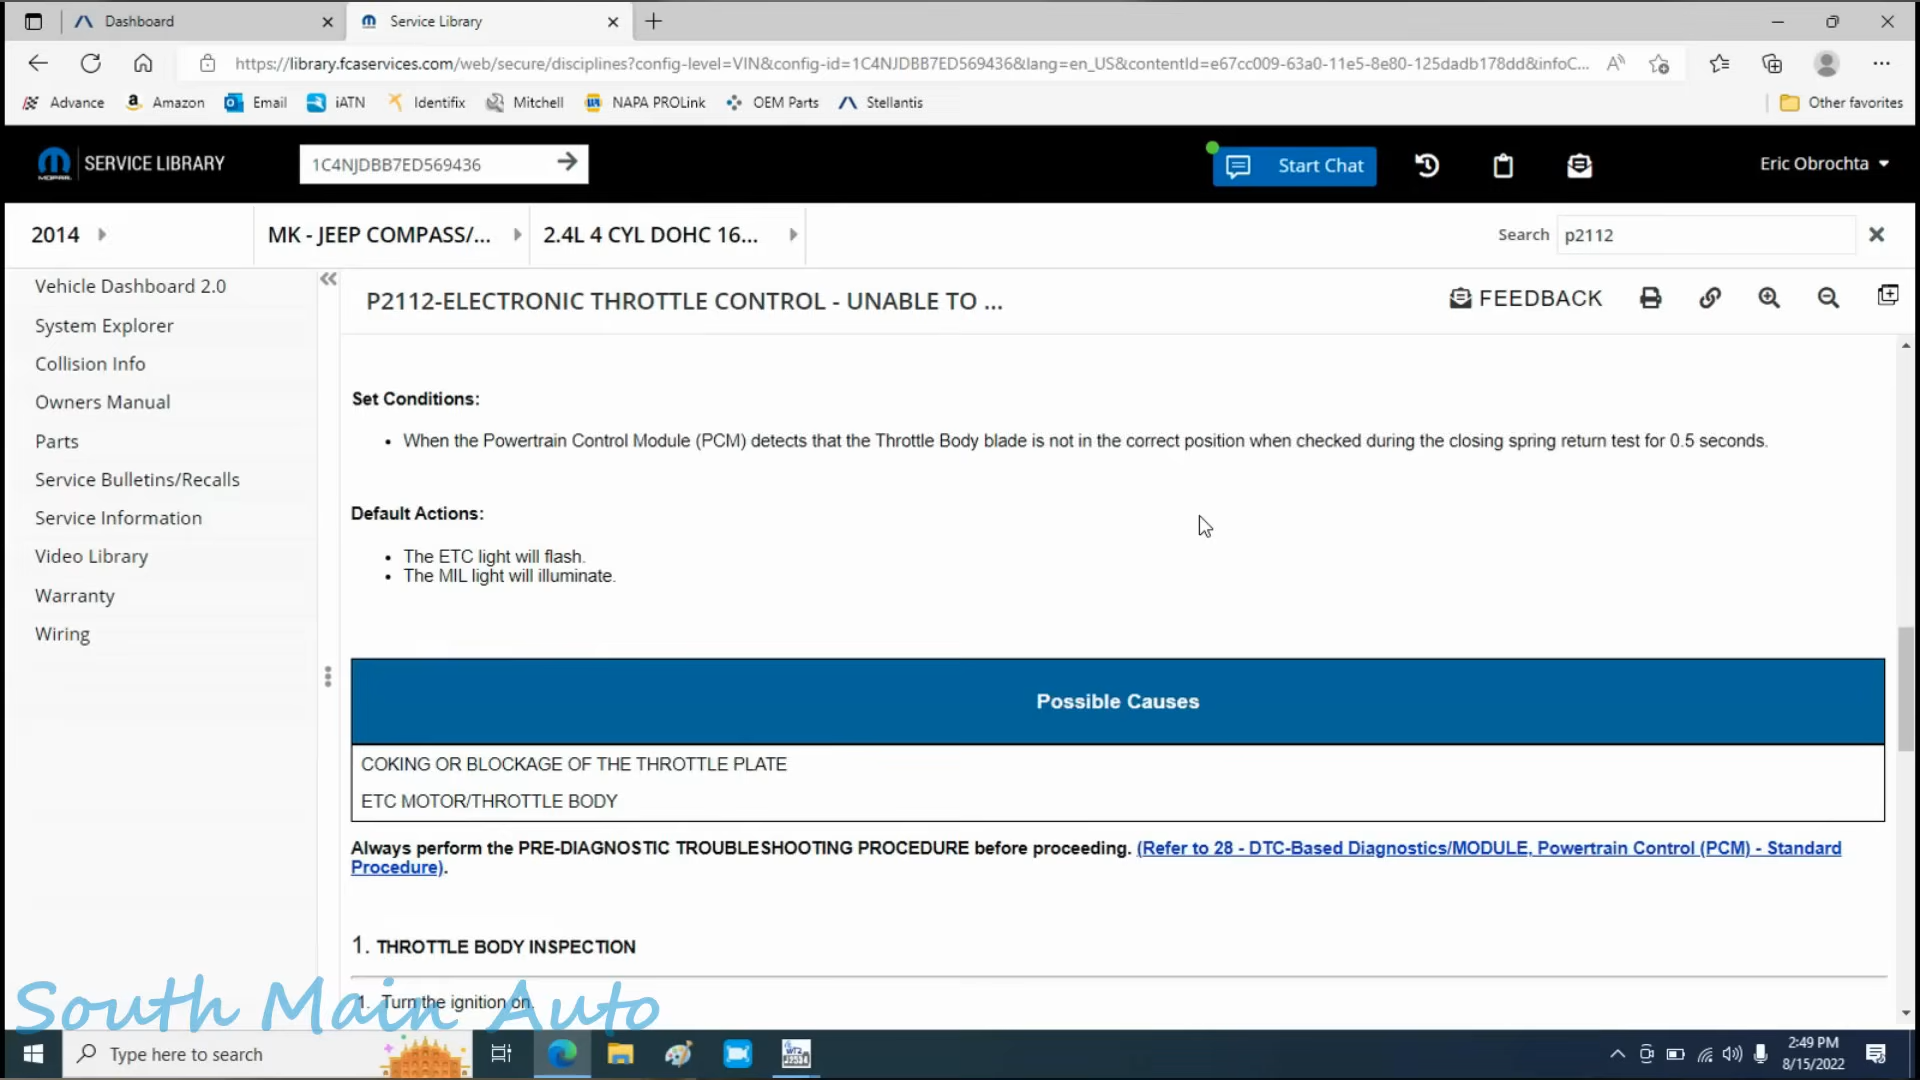 Dashboard
Service Library
https://library.fcaservices.com/web/secure/disciplines?config-level=VIN&config-id=1C4NJDBB7ED569436&lang=en_US&contentId=e67cc009-63a0-11e5-8e80-125dadb178dd&infoC...
Advance
Amazon
Email
iATN
Identifix
Mitchell
NAPA PROLink
OEM Parts
Stellantis
Other favorites
MOPAR
SERVICE LIBRARY
1C4NJDBB7ED569436
Start Chat
Eric Obrochta
2014
MK - JEEP COMPASS/...
2.4L 4 CYL DOHC 16...
Search
p2112
Vehicle Dashboard 2.0
System Explorer
Collision Info
Owners Manual
Parts
Service Bulletins/Recalls
Service Information
Video Library
Warranty
Wiring
P2112-ELECTRONIC THROTTLE CONTROL - UNABLE TO ...
FEEDBACK
Set Conditions:
• When the Powertrain Control Module (PCM) detects that the Throttle Body blade is not in the correct position when checked during the closing spring return test for 0.5 seconds.
Default Actions:
• The ETC light will flash.
• The MIL light will illuminate.
Possible Causes
COKING OR BLOCKAGE OF THE THROTTLE PLATE
ETC MOTOR/THROTTLE BODY
Always perform the PRE-DIAGNOSTIC TROUBLESHOOTING PROCEDURE before proceeding. (Refer to 28 - DTC-Based Diagnostics/MODULE, Powertrain Control (PCM) - Standard
Procedure).
1. THROTTLE BODY INSPECTION
1. Turn the ignition on.
South Main Auto
Type here to search
2:49 PM
8/15/2022